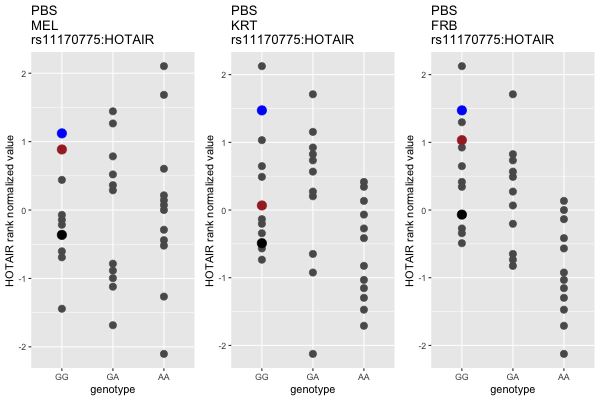 PBS
MEL
rs11170775:HOTAIR
HOTAIR rank normalized value
2
1
0
-1
-2
GG
GA
AA
genotype
PBS
KRT
rs11170775:HOTAIR
HOTAIR rank normalized value
2
1
0
-1
-2
GG
GA
AA
genotype
PBS
FRB
rs11170775:HOTAIR
HOTAIR rank normalized value
2
1
0
-1
-2
GG
GA
AA
genotype